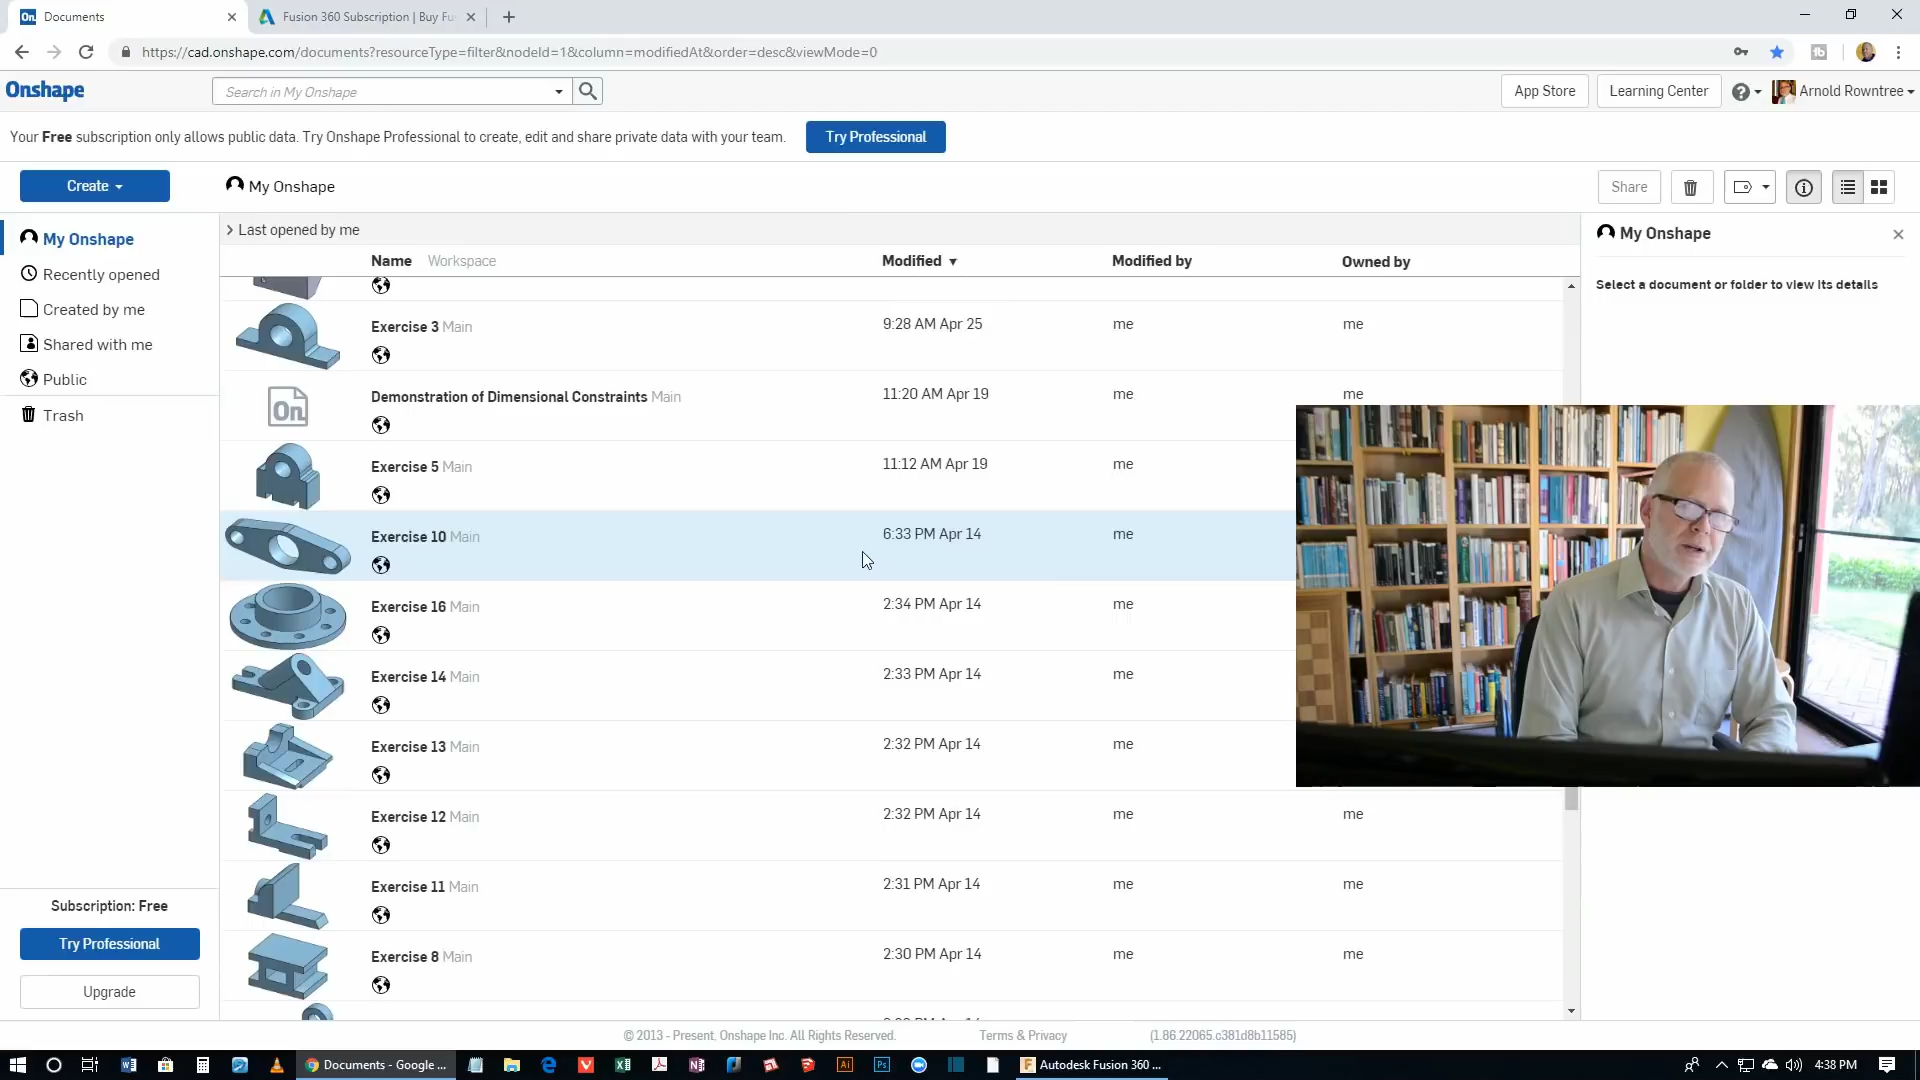 Documents
Fusion 360 Subscription | Buy Fu
https://cad.onshape.com/documents?resourceType=filter&nodeId=1&column=modifiedAt&order=desc&viewMode=0
Onshape
Search in My Onshape
App Store
Learning Center
Arnold Rowntree
Your Free subscription only allows public data. Try Onshape Professional to create, edit and share private data with your team.
Try Professional
Create
My Onshape
Share
My Onshape
Recently opened
Created by me
Shared with me
Public
Trash
Last opened by me
Name Workspace Modified Modified by Owned by
Exercise 3 Main 9:28 AM Apr 25 me me
Demonstration of Dimensional Constraints Main 11:20 AM Apr 19 me me
Exercise 5 Main 11:12 AM Apr 19 me
Exercise 10 Main 6:33 PM Apr 14 me
Exercise 16 Main 2:34 PM Apr 14 me
Exercise 14 Main 2:33 PM Apr 14 me
Exercise 13 Main 2:32 PM Apr 14 me
Exercise 12 Main 2:32 PM Apr 14 me me
Exercise 11 Main 2:31 PM Apr 14 me me
Exercise 8 Main 2:30 PM Apr 14 me me
My Onshape
Select a document or folder to view its details
Subscription: Free
Try Professional
Upgrade
© 2013 - Present, Onshape Inc. All Rights Reserved. Terms & Privacy (1.86.22065.c381d8b11585)
Documents - Google ...
Autodesk Fusion 360 ...
4:38 PM